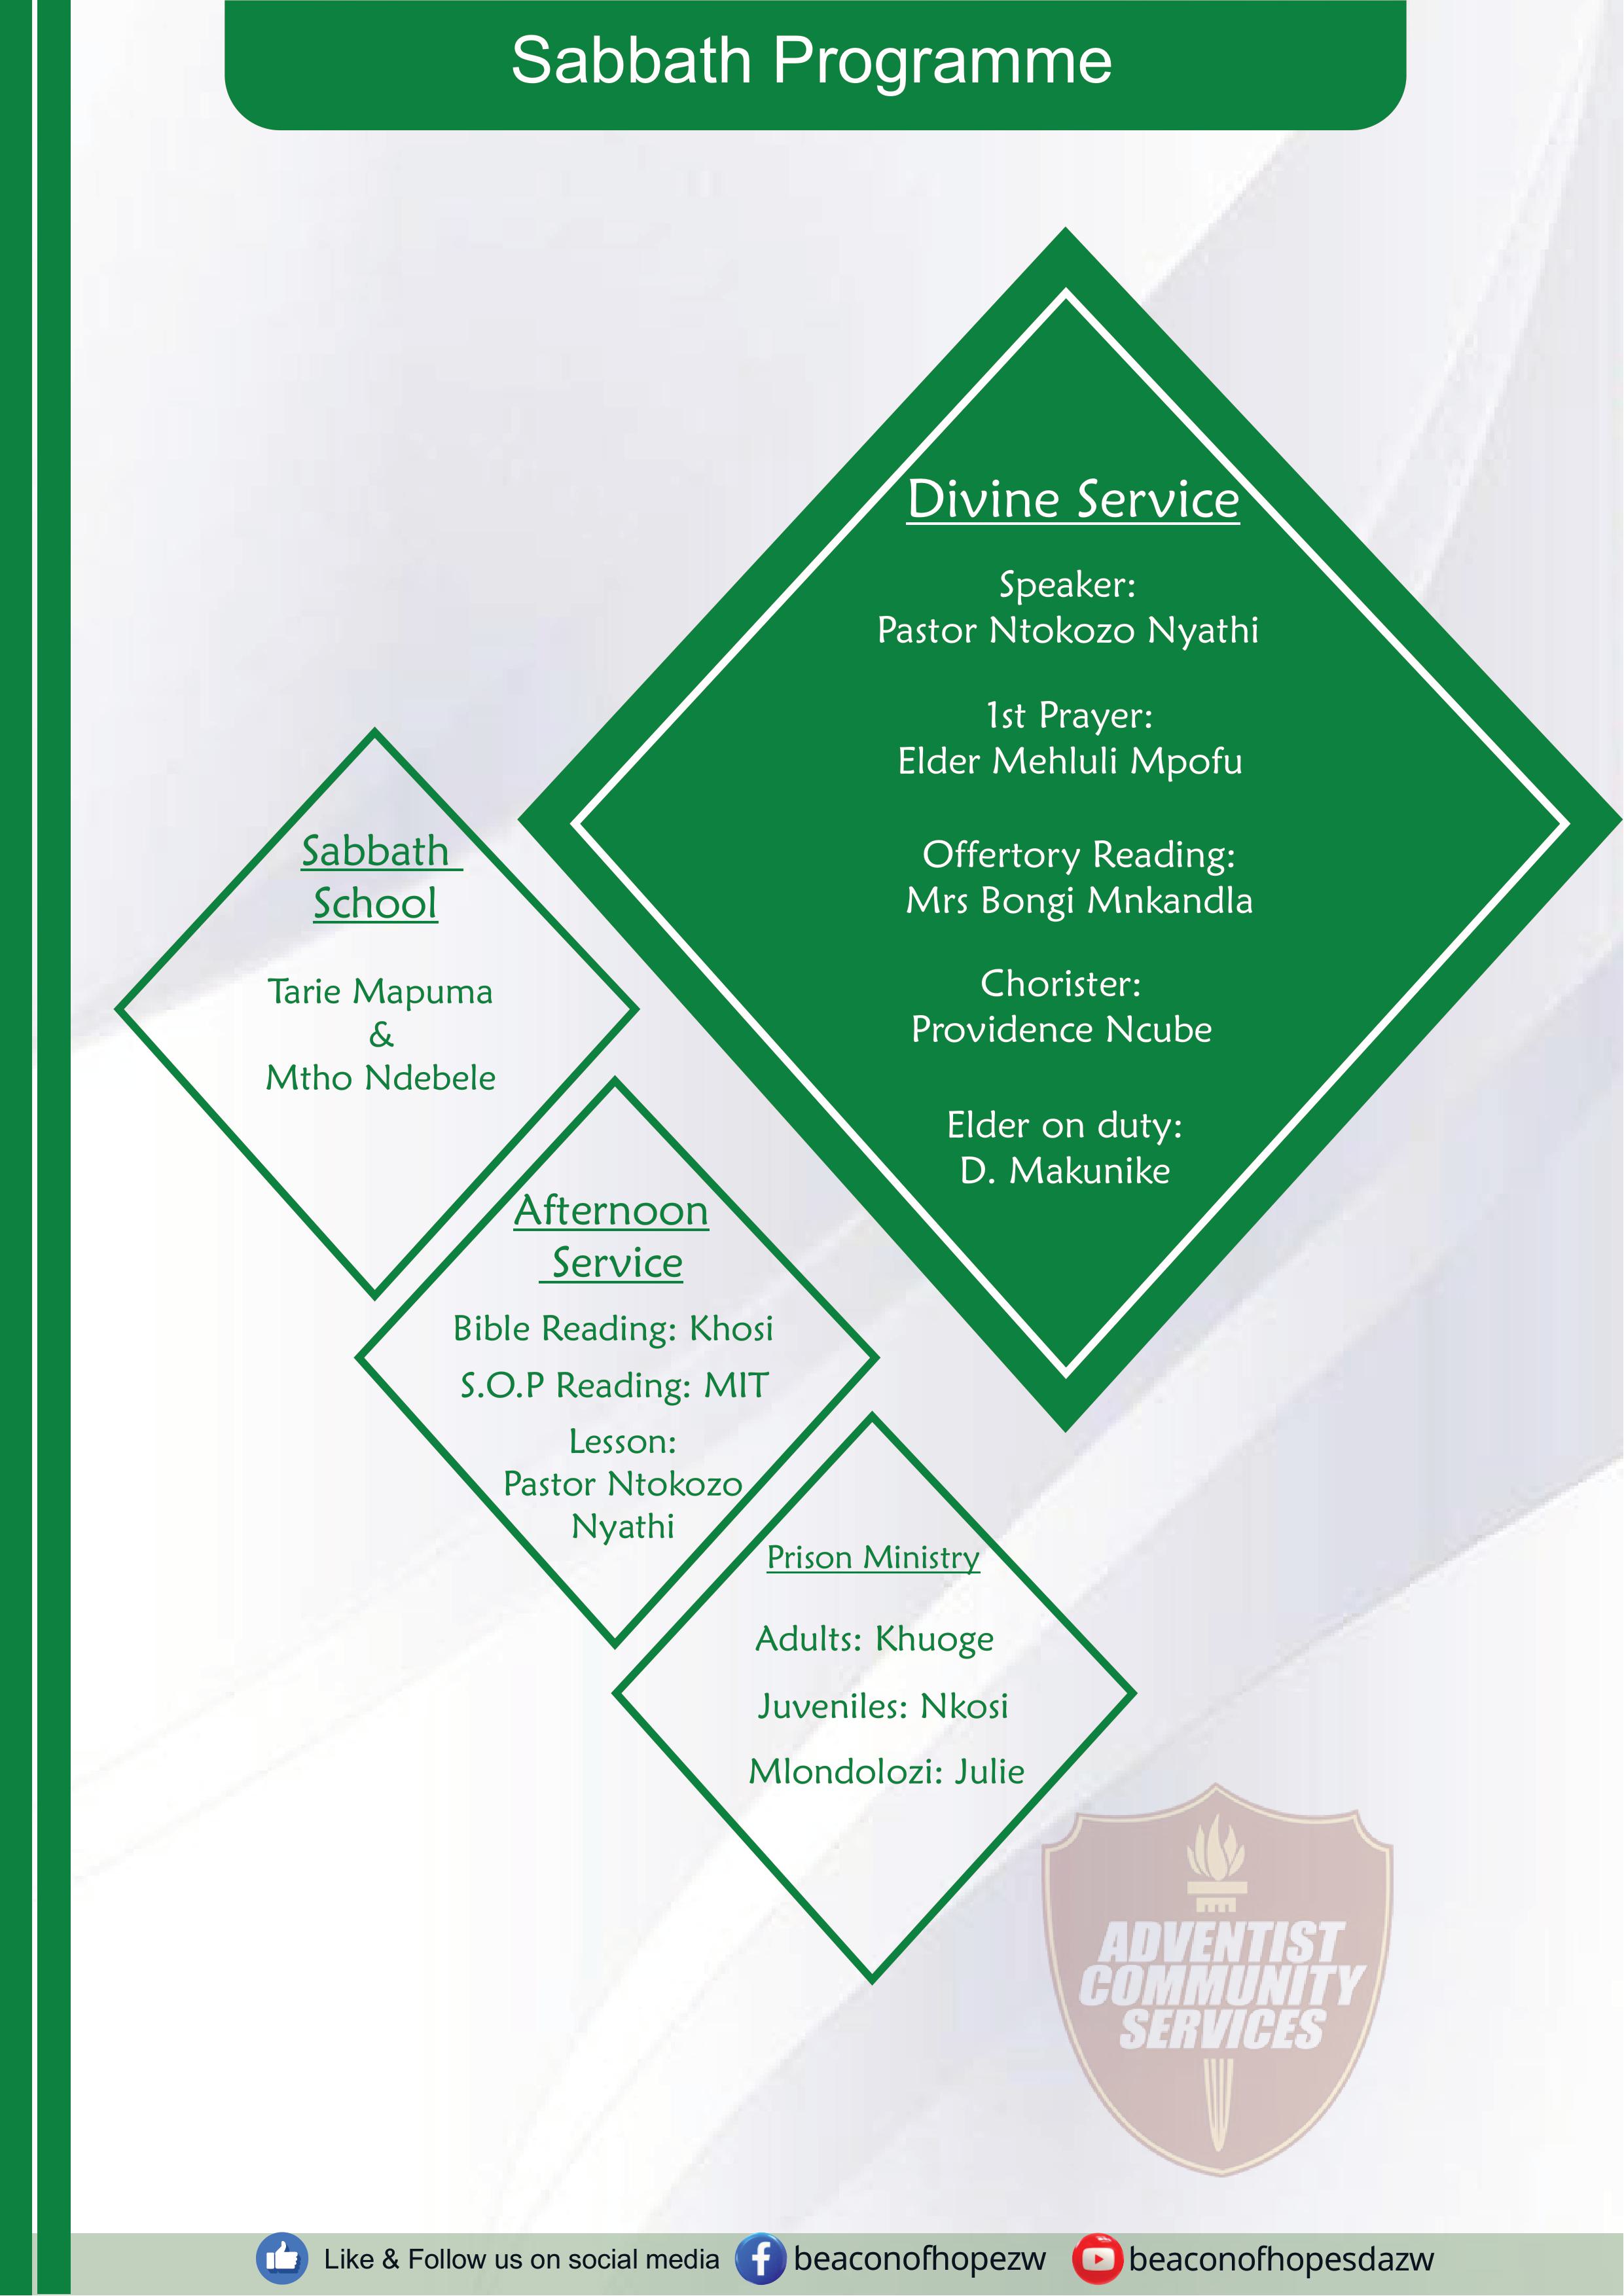 Sabbath Programme
Divine Service
Speaker:
Pastor Ntokozo Nyathi
1st Prayer:
Elder Mehluli Mpofu
Offertory Reading:
Mrs Bongi Mnkandla
Chorister:
Providence Ncube
Elder on duty:
D. Makunike
Sabbath
School
Tarie Mapuma
&
Mtho Ndebele
Afternoon
Service
Bible Reading: Khosi
S.O.P Reading: MIT
Lesson:
Pastor Ntokozo
Nyathi
Prison Ministry
Adults: Khuoge
Juveniles: Nkosi
Mlondolozi: Julie
ADVENTIST
COMMUNITY
SERVICES
Like & Follow us on social media beaconofhopezw beaconofhopesdazw